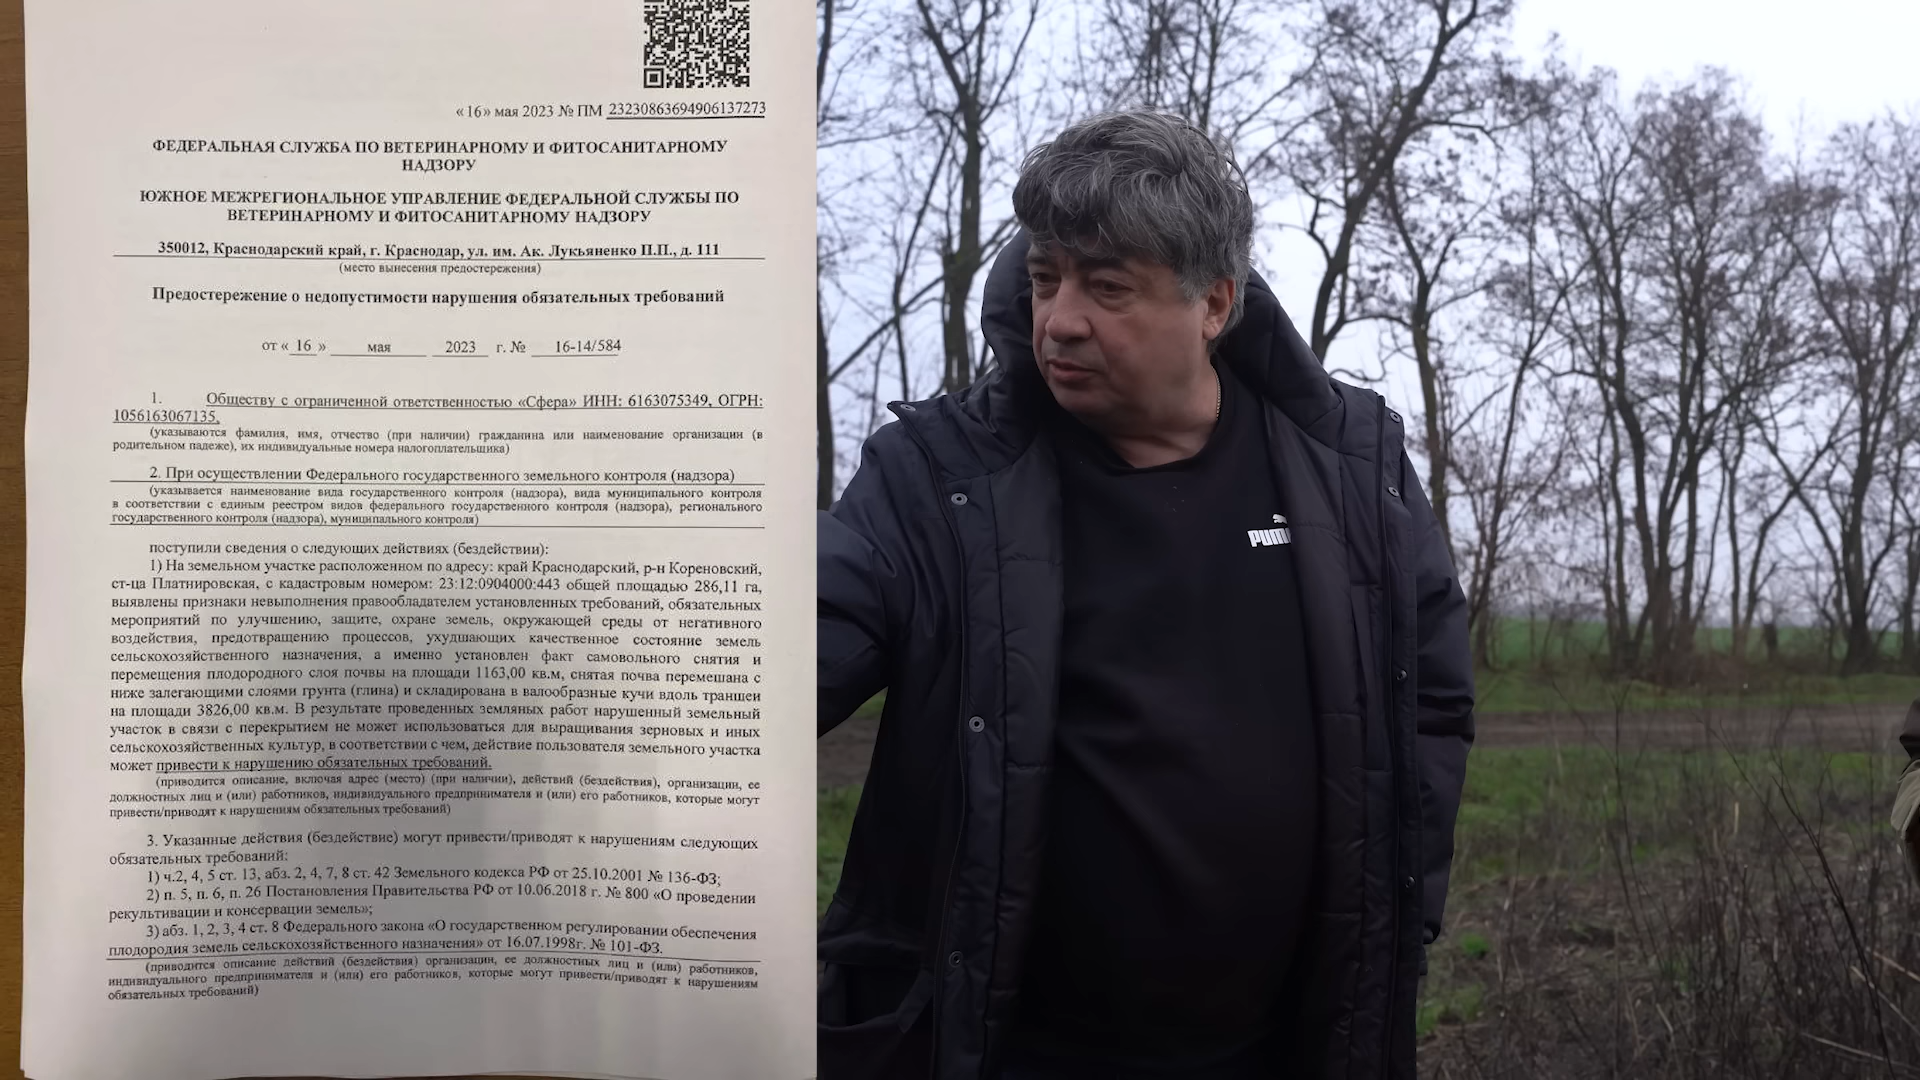 «16» мая 2023 № ПМ 23230863694906137273
ФЕДЕРАЛЬНАЯ СЛУЖБА ПО ВЕТЕРИНАРНОМУ И ФИТОСАНИТАРНОМУ
НАДЗОРУ
ЮЖНОЕ МЕЖРЕГИОНАЛЬНОЕ УПРАВЛЕНИЕ ФЕДЕРАЛЬНОЙ СЛУЖБЫ ПО
ВЕТЕРИНАРНОМУ И ФИТОСАНИТАРНОМУ НАДЗОРУ
350012, Краснодарский край, г. Краснодар, ул. им. Ак. Лукьяненко П.П., д. 111
(место вынесения предостережения)
Предостережение о недопустимости нарушения обязательных требований
от « 16 » мая 2023 г. № 16-14/584
1. Обществу с ограниченной ответственностью «Сфера» ИНН: 6163075349, ОГРН:
1056163067135,
(указываются фамилия, имя, отчество (при наличии) гражданина или наименование организации (в
родительном падеже), их индивидуальные номера налогоплательщика)
2. При осуществлении Федерального государственного земельного контроля (надзора)
(указывается наименование вида государственного контроля (надзора), вида муниципального контроля
в соответствии с единым реестром видов федерального государственного контроля (надзора), регионального
государственного контроля (надзора), муниципального контроля)
поступили сведения о следующих действиях (бездействии):
1) На земельном участке расположенном по адресу: край Краснодарский, р-н Кореновский,
ст-ца Платнировская, с кадастровым номером: 23:12:0904000:443 общей площадью 286,11 га,
выявлены признаки невыполнения правообладателем установленных требований, обязательных
мероприятий по улучшению, защите, охране земель, окружающей среды от негативного
воздействия, предотвращению процессов, ухудшающих качественное состояние земель
сельскохозяйственного назначения, а именно установлен факт самовольного снятия и
перемещения плодородного слоя почвы на площади 1163,00 кв.м, снятая почва перемешана с
ниже залегающими слоями грунта (глина) и складирована в валообразные кучи вдоль траншеи
на площади 3826,00 кв.м. В результате проведенных земляных работ нарушенный земельный
участок в связи с перекрытием не может использоваться для выращивания зерновых и иных
сельскохозяйственных культур, в соответствии с чем, действие пользователя земельного участка
может привести к нарушению обязательных требований.
(приводится описание, включая адрес (место) (при наличии), действий (бездействия), организации, ее
должностных лиц и (или) работников, индивидуального предпринимателя и (или) его работников, которые могут
привести/приводят к нарушениям обязательных требований)
3. Указанные действия (бездействие) могут привести/приводят к нарушениям следующих
обязательных требований:
1) ч.2, 4, 5 ст. 13, абз. 2, 4, 7, 8 ст. 42 Земельного кодекса РФ от 25.10.2001 № 136-ФЗ;
2) п. 5, п. 6, п. 26 Постановления Правительства РФ от 10.06.2018 г. № 800 «О проведении
рекультивации и консервации земель»;
3) абз. 1, 2, 3, 4 ст. 8 Федерального закона «О государственном регулировании обеспечения
плодородия земель сельскохозяйственного назначения» от 16.07.1998г. № 101-ФЗ.
(приводится описание действий (бездействия) организации, ее должностных лиц и (или) работников,
индивидуального предпринимателя и (или) его работников, которые могут привести/приводят к нарушениям
обязательных требований)
PUMA